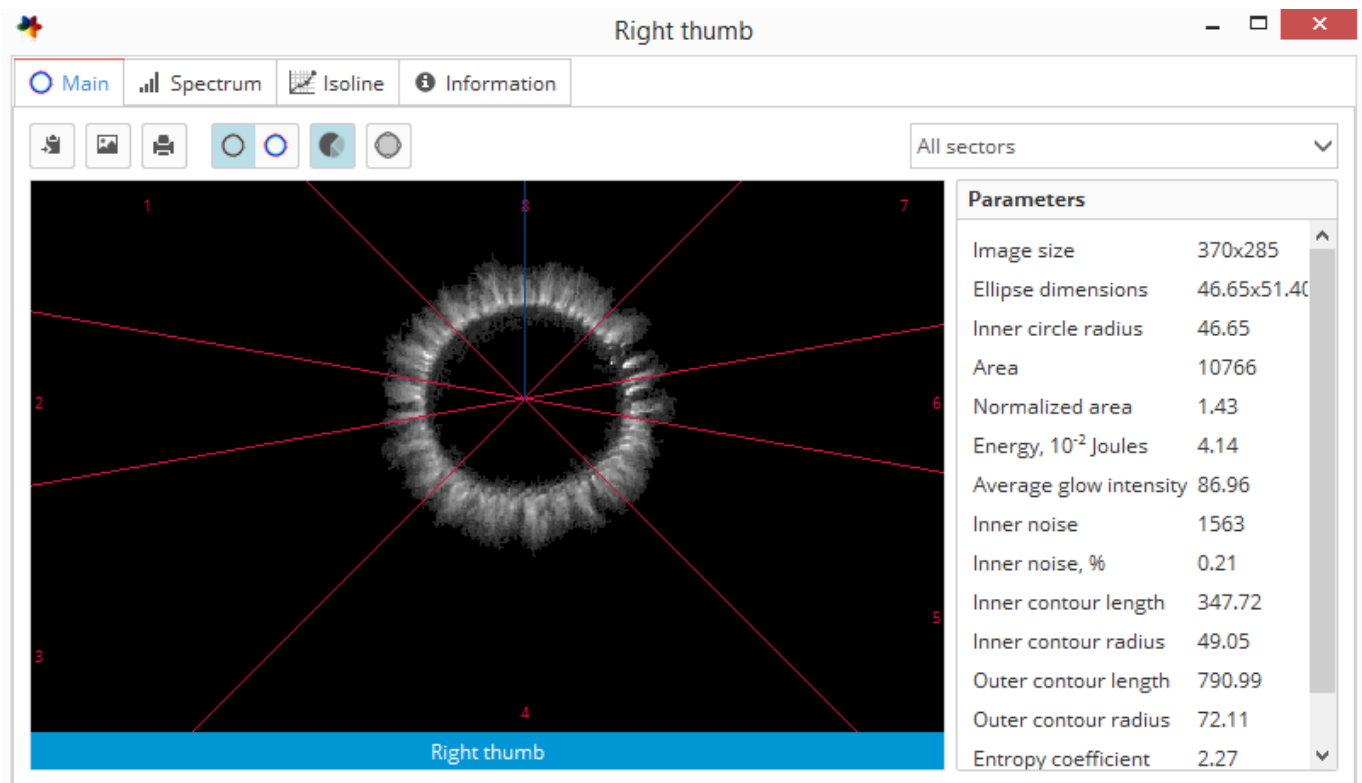 Right thumb
Main Spectrum Isoline Information
All sectors
1 8 7
2 6
3 5
4
Right thumb
Parameters
Image size 370x285
Ellipse dimensions 46.65x51.40
Inner circle radius 46.65
Area 10766
Normalized area 1.43
Energy, 10⁻² Joules 4.14
Average glow intensity 86.96
Inner noise 1563
Inner noise, % 0.21
Inner contour length 347.72
Inner contour radius 49.05
Outer contour length 790.99
Outer contour radius 72.11
Entropy coefficient 2.27